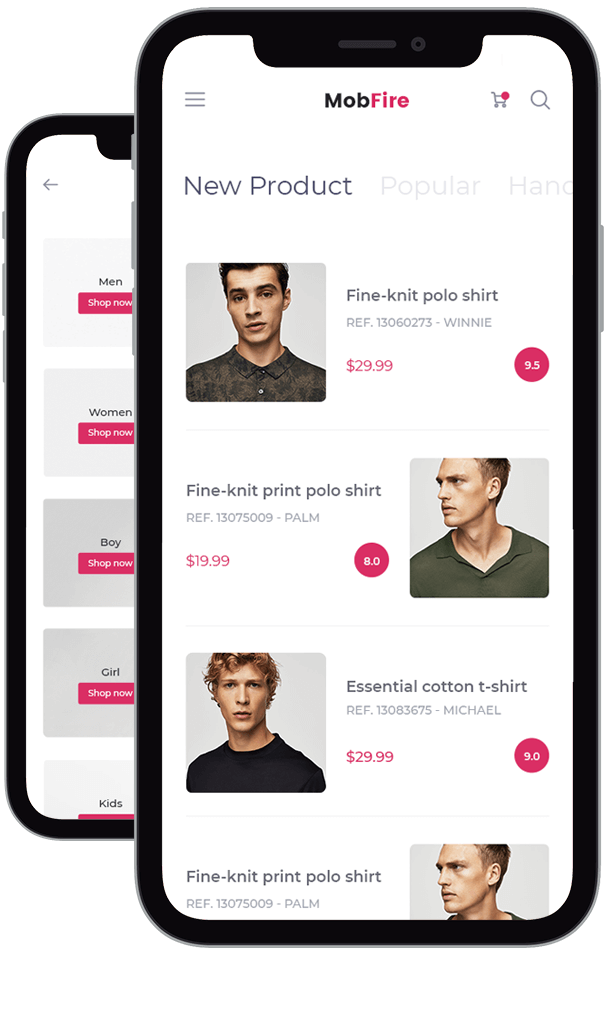 MobFire
New Product Popular Hand
Fine-knit polo shirt
REF. 13060273 - WINNIE
$29.99
9.5
Fine-knit print polo shirt
REF. 13075009 - PALM
$19.99
8.0
Essential cotton t-shirt
REF. 13083675 - MICHAEL
$29.99
9.0
Fine-knit print polo shirt
REF. 13075009 - PALM
Men
Shop now
Women
Shop now
Boy
Shop now
Girl
Shop now
Kids